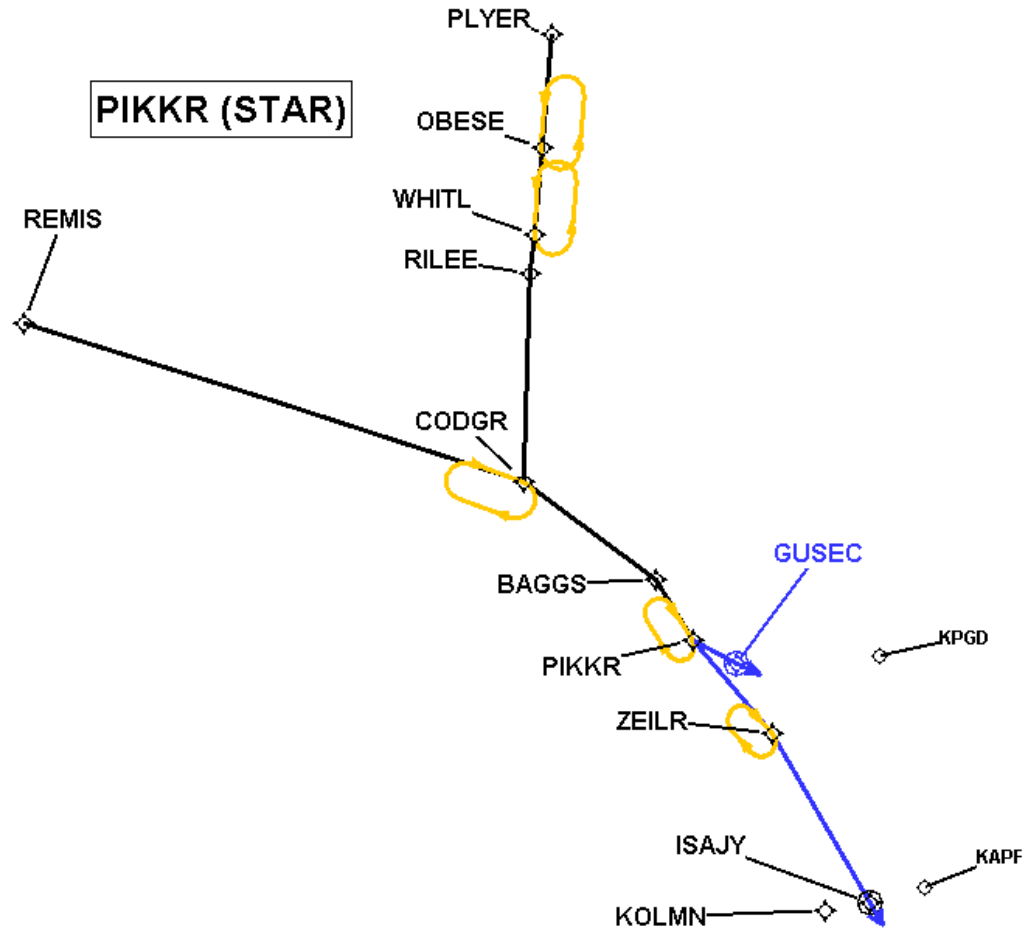 PLYER
PIKKR (STAR)
OBESE
WHITL
REMIS
RILEE
CODGR
GUSEC
BAGGS
KPGD
PIKKR
ZEILR
ISAJY
KAPF
KOLMN